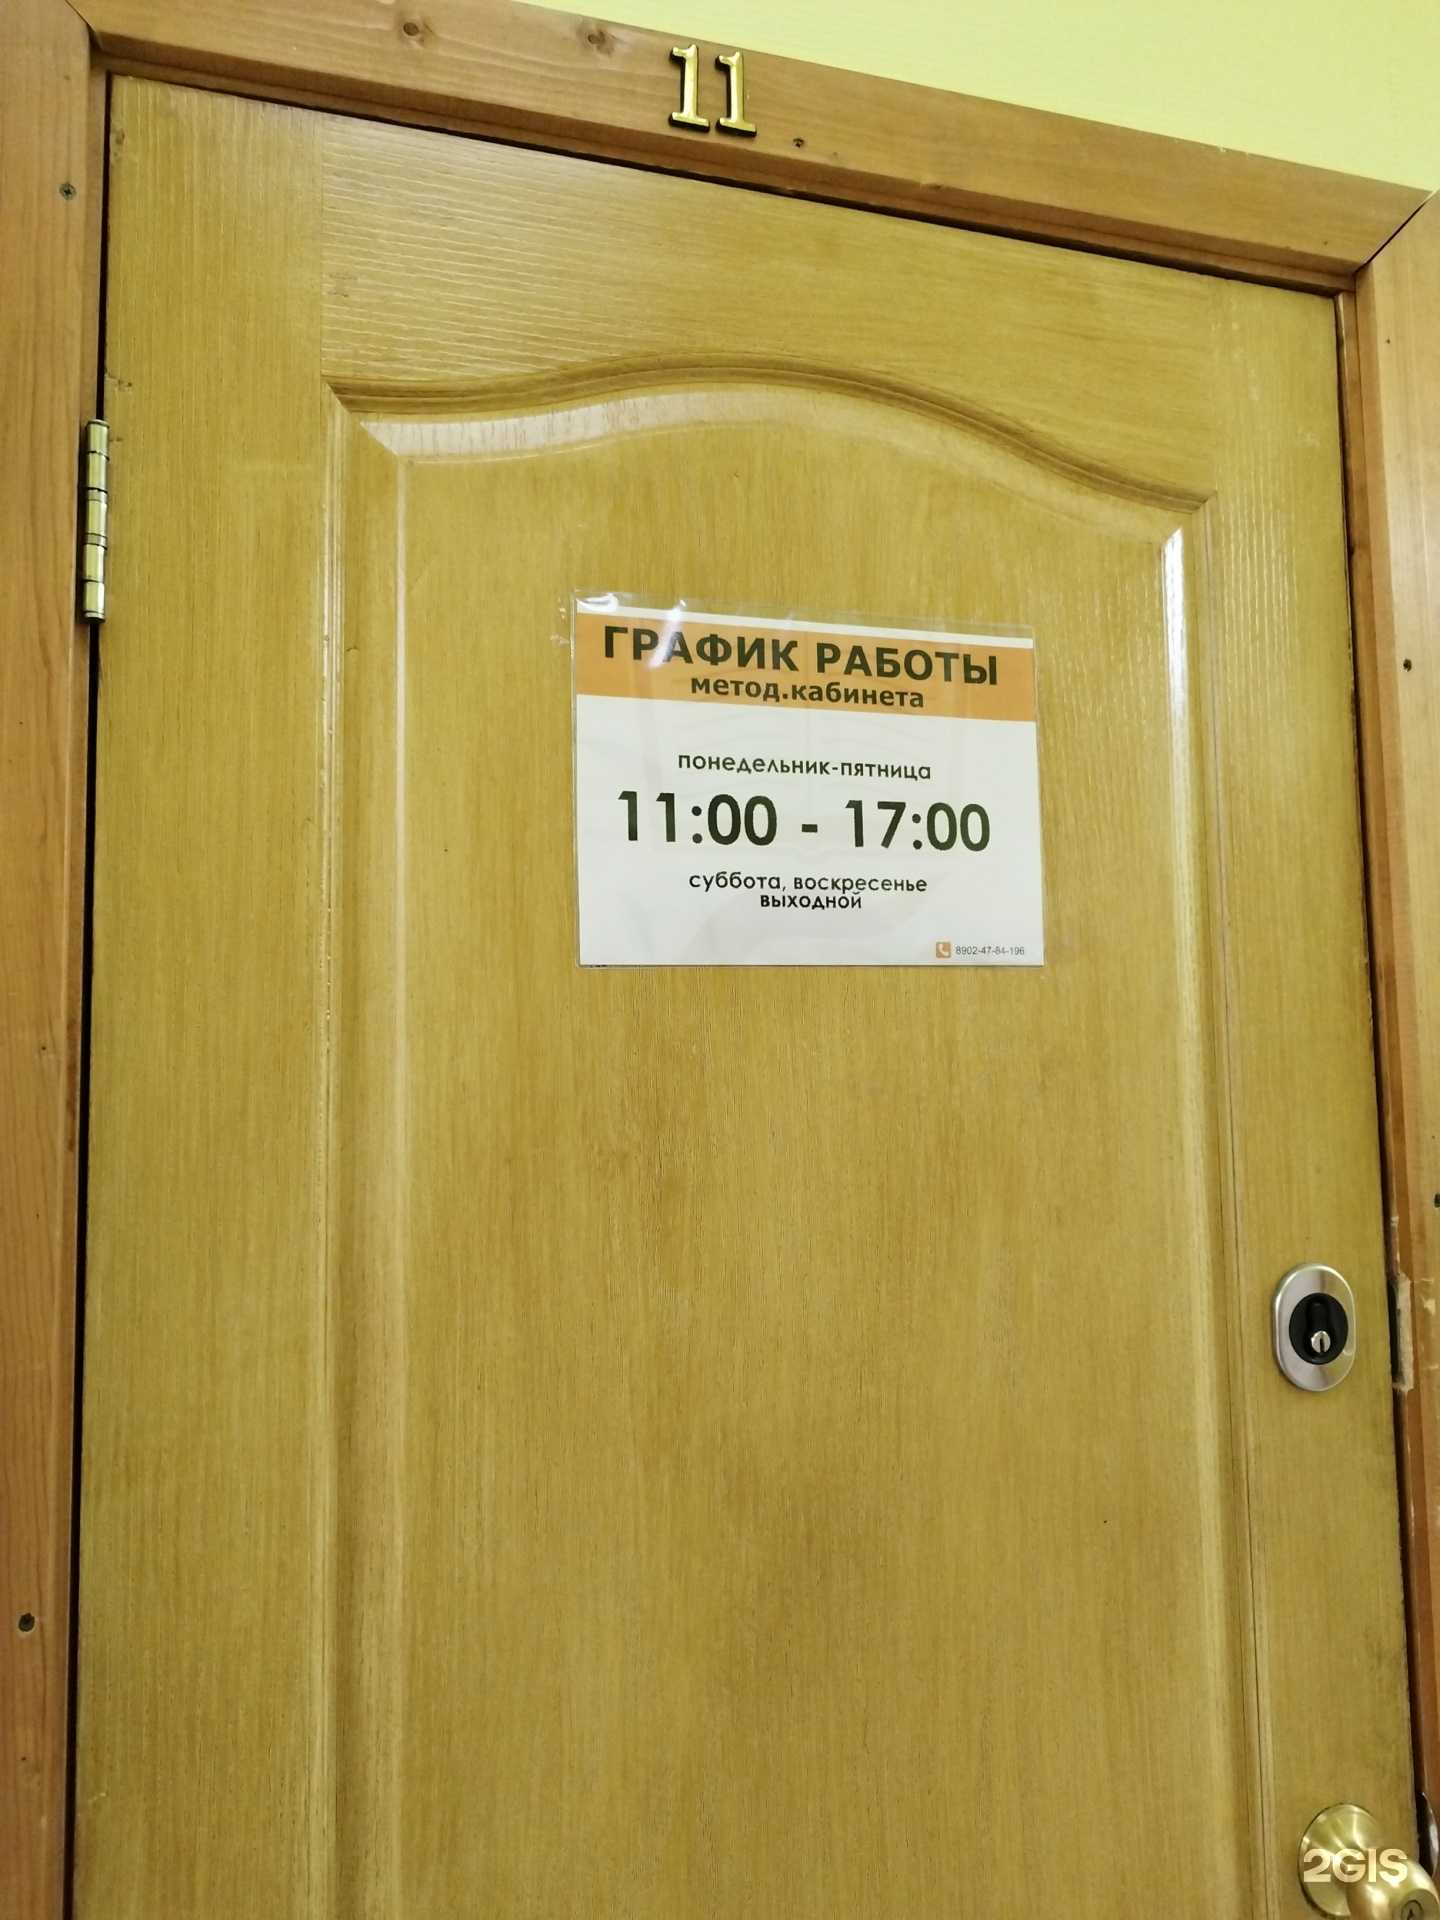 11
ГРАФИК РАБОТЫ
метод.кабинета
понедельник-пятница
11:00 - 17:00
суббота, воскресенье
выходной
8902-47-84-196
2GIS